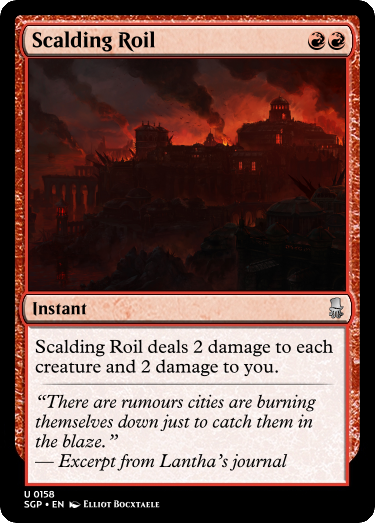 Scalding Roil
Instant
Scalding Roil deals 2 damage to each
creature and 2 damage to you.
“There are rumours cities are burning
themselves down just to catch them in
the blaze.”
— Excerpt from Lantha’s journal
U 0158
SGP • EN Elliot Bocxtaele